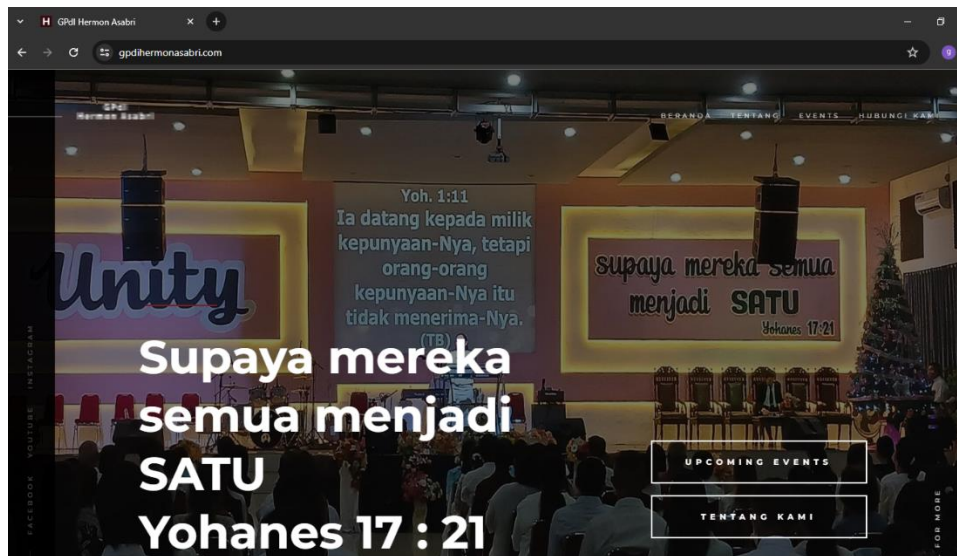 GPdI Hermon Asabri
gpdihermonasabri.com
g
GPdI
Hermon Asabri
BERANDA TENTANG EVENTS HUBUNGI KAMI
Yoh. 1:11
Ia datang kepada milik
kepunyaan-Nya, tetapi
orang-orang
kepunyaan-Nya itu
tidak menerima-Nya.
(TB)
Unity
supaya mereka semua
menjadi SATU
Yohanes 17:21
Supaya mereka
semua menjadi
SATU
Yohanes 17 : 21
UPCOMING EVENTS
TENTANG KAMI
FACEBOOK YOUTUBE INSTAGRAM
FOR MORE